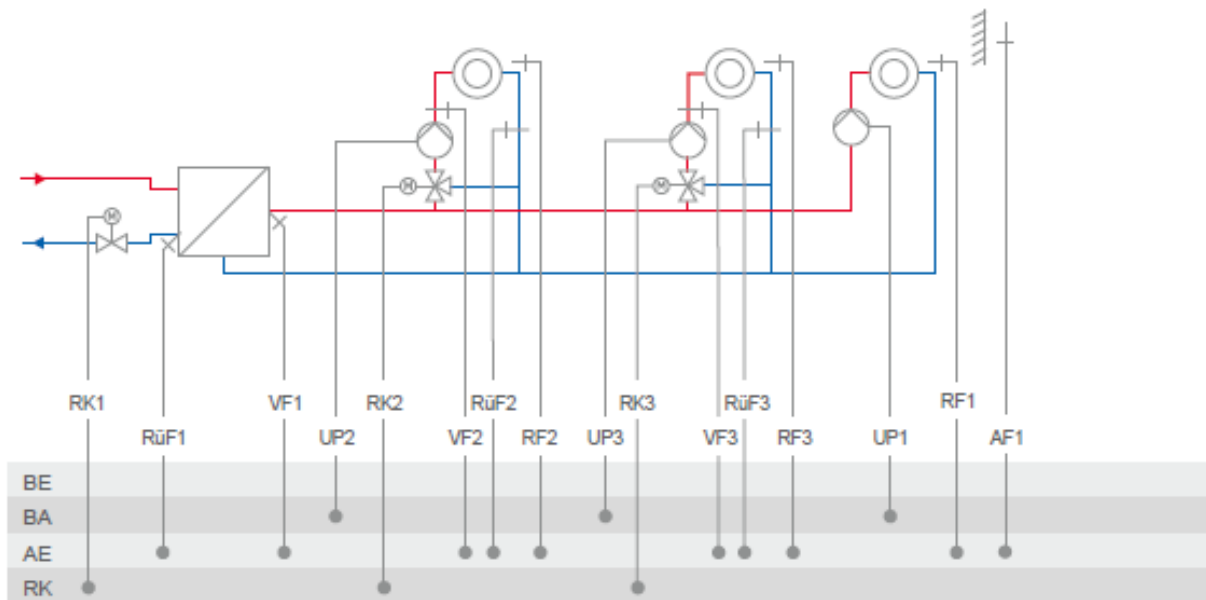 M
M
M
RK1 VF1 RK2 RüF2 RK3 RüF3 RF1
RüF1 UP2 VF2 RF2 UP3 VF3 RF3 UP1 AF1
BE
BA
AE
RK